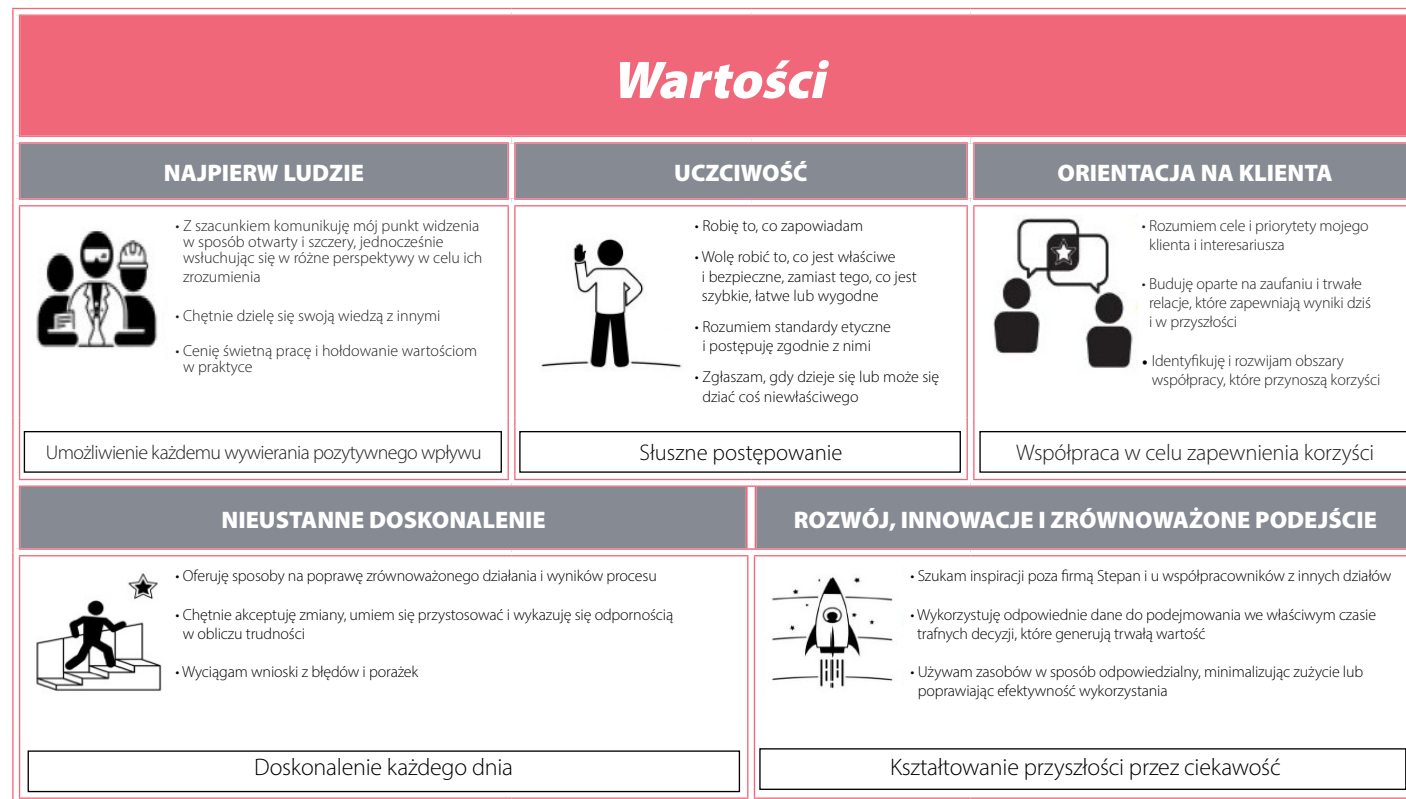 Wartości
NAJPIERW LUDZIE
• Z szacunkiem komunikuję mój punkt widzenia
w sposób otwarty i szczery, jednocześnie
wsłuchując się w różne perspektywy w celu ich
zrozumienia
• Chętnie dzielę się swoją wiedzą z innymi
• Cenię świetną pracę i hołdowanie wartościom
w praktyce
Umożliwienie każdemu wywierania pozytywnego wpływu
UCZCIWOŚĆ
• Robię to, co zapowiadam
• Wolę robić to, co jest właściwe
i bezpieczne, zamiast tego, co jest
szybkie, łatwe lub wygodne
• Rozumiem standardy etyczne
i postępuję zgodnie z nimi
• Zgłaszam, gdy dzieje się lub może się
dziać coś niewłaściwego
Słuszne postępowanie
ORIENTACJA NA KLIENTA
• Rozumiem cele i priorytety mojego
klienta i interesariusza
• Buduję oparte na zaufaniu i trwałe
relacje, które zapewniają wyniki dziś
i w przyszłości
• Identyfikuję i rozwijam obszary
współpracy, które przynoszą korzyści
Współpraca w celu zapewnienia korzyści
NIEUSTANNE DOSKONALENIE
• Oferuję sposoby na poprawę zrównoważonego działania i wyników procesu
• Chętnie akceptuję zmiany, umiem się przystosować i wykazuję się odpornością
w obliczu trudności
• Wyciągam wnioski z błędów i porażek
Doskonalenie każdego dnia
ROZWÓJ, INNOWACJE I ZRÓWNOWAŻONE PODEJŚCIE
• Szukam inspiracji poza firmą Stepan i u współpracowników z innych działów
• Wykorzystuję odpowiednie dane do podejmowania we właściwym czasie
trafnych decyzji, które generują trwałą wartość
• Używam zasobów w sposób odpowiedzialny, minimalizując zużycie lub
poprawiając efektywność wykorzystania
Kształtowanie przyszłości przez ciekawość